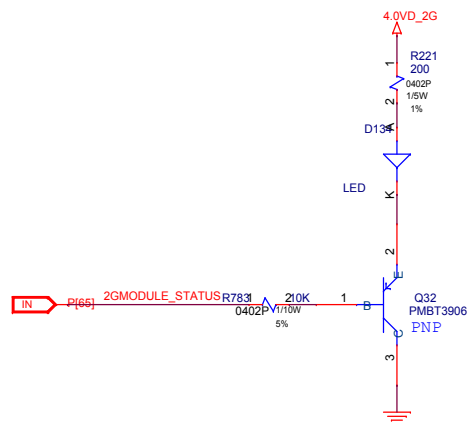 4.0VD_2G
1
R221
200
0402P
1/5W
1%
2
A
D134
LED
K
2
E
IN
P[65]
2GMODULE_STATUS
R783
1
2
10K
0402P
1/10W
5%
1
B
Q32
PMBT3906
PNP
C
3